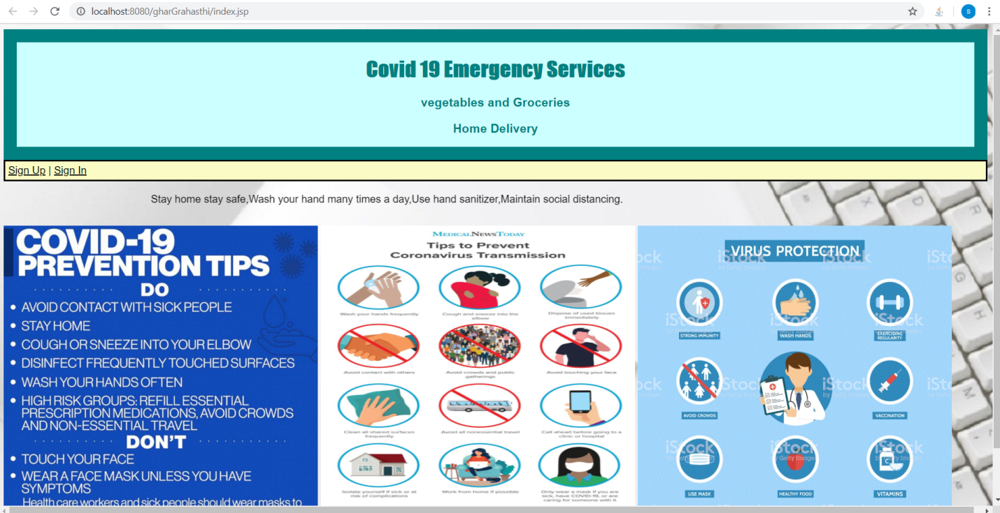 localhost:8080/gharGrahasthi/index.jsp
s
Covid 19 Emergency Services
vegetables and Groceries
Home Delivery
Sign Up | Sign In
Stay home stay safe,Wash your hand many times a day,Use hand sanitizer,Maintain social distancing.
COVID-19
PREVENTION TIPS
DO
• AVOID CONTACT WITH SICK PEOPLE
• STAY HOME
• COUGH OR SNEEZE INTO YOUR ELBOW
• DISINFECT FREQUENTLY TOUCHED SURFACES
• WASH YOUR HANDS OFTEN
• HIGH RISK GROUPS: REFILL ESSENTIAL
PRESCRIPTION MEDICATIONS, AVOID CROWDS
AND NON-ESSENTIAL TRAVEL
DON'T
• TOUCH YOUR FACE
• WEAR A FACE MASK UNLESS YOU HAVE
SYMPTOMS
Health care workers and sick people should wear masks to
MEDICALNEWSTODAY
Tips to Prevent
Coronavirus Transmission
Wash your hands frequently
Cough and sneeze into the
elbow
Dispose of used tissues
immediately
Avoid contact with others
Avoid crowds and public
gatherings
Avoid touching your face
Clean all shared surfaces
frequently
Avoid all nonessential travel
Call ahead before going to a
clinic or hospital
Isolate yourself if sick or at
risk of complications
Work from home if possible
Only wear a mask if you are
sick, have COVID-19, or are
caring for someone with it
VIRUS PROTECTION
STRONG IMMUNITY
WASH HANDS
EXERCISING
REGULARITY
AVOID CROWDS
VACCINATION
USE MASK
HEALTHY FOOD
VITAMINS
iStock
by Getty Images